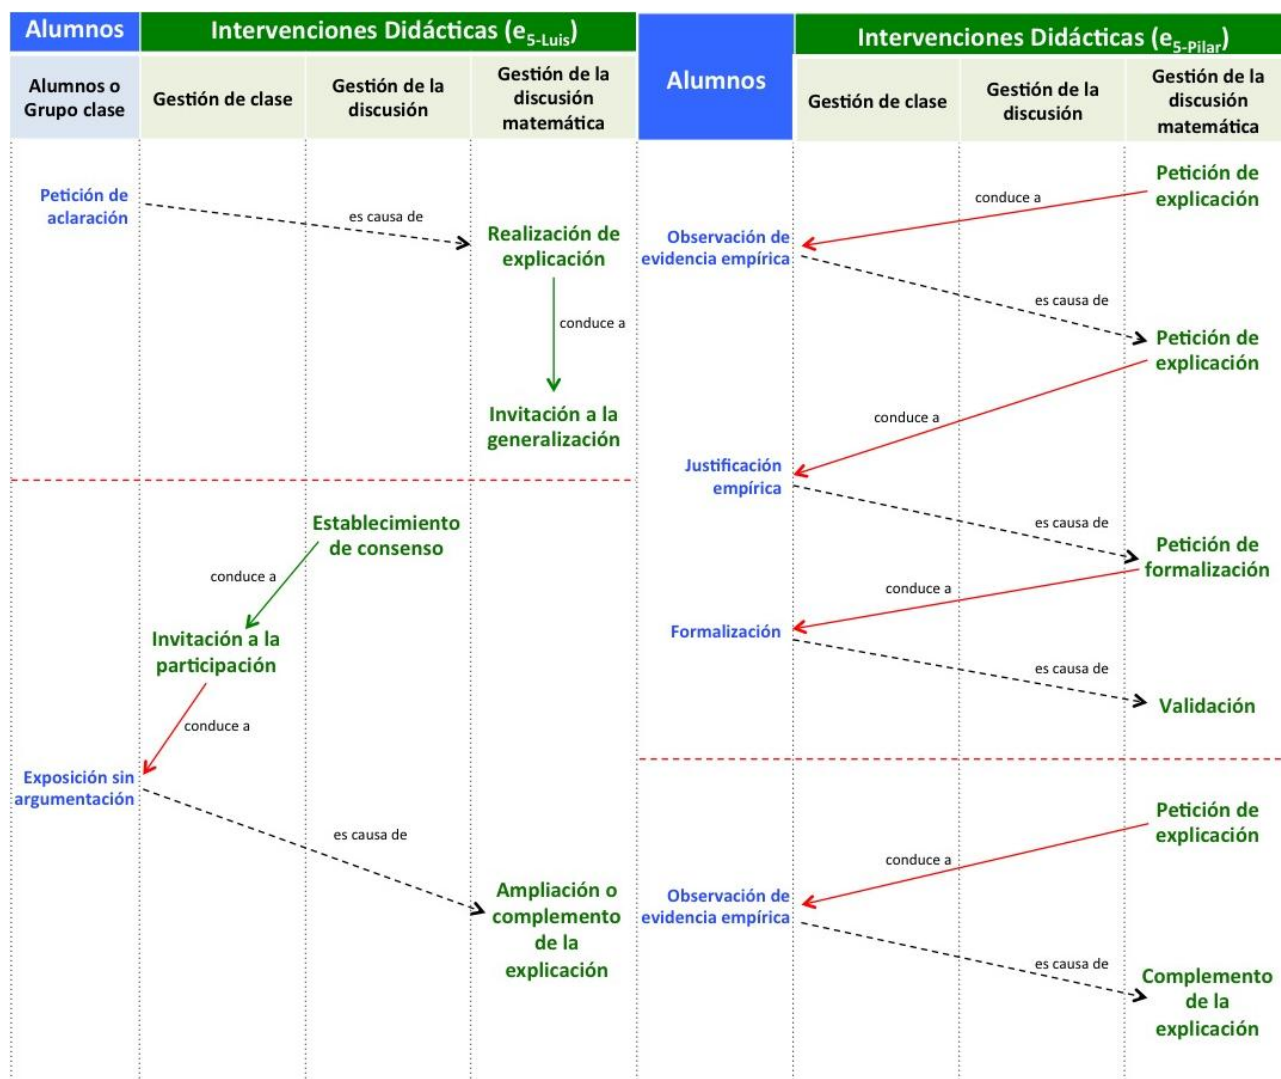 Alumnos
Intervenciones Didácticas (e5-Luis)
Alumnos o
Grupo clase
Gestión de clase
Gestión de la
discusión
Gestión de la
discusión
matemática
Petición de
aclaración
es causa de
Realización de
explicación
conduce a
Invitación a la
generalización
Establecimiento
de consenso
conduce a
Invitación a la
participación
conduce a
Exposición sin
argumentación
es causa de
Ampliación o
complemento
de la
explicación
Alumnos
Intervenciones Didácticas (e5-Pilar)
Gestión de clase
Gestión de la
discusión
Gestión de la
discusión
matemática
Petición de
explicación
conduce a
Observación de
evidencia empírica
es causa de
Petición de
explicación
conduce a
Justificación
empírica
es causa de
Petición de
formalización
conduce a
Formalización
es causa de
Validación
Petición de
explicación
conduce a
Observación de
evidencia empírica
es causa de
Complemento
de la
explicación